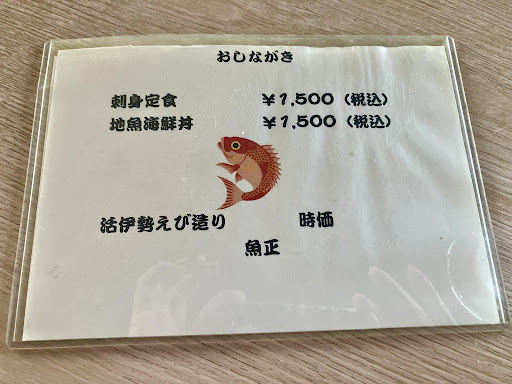 おしながき
刺身定食 ￥1,500（税込）
地魚海鮮丼 ￥1,500（税込）
活伊勢えび造り 時価
魚正